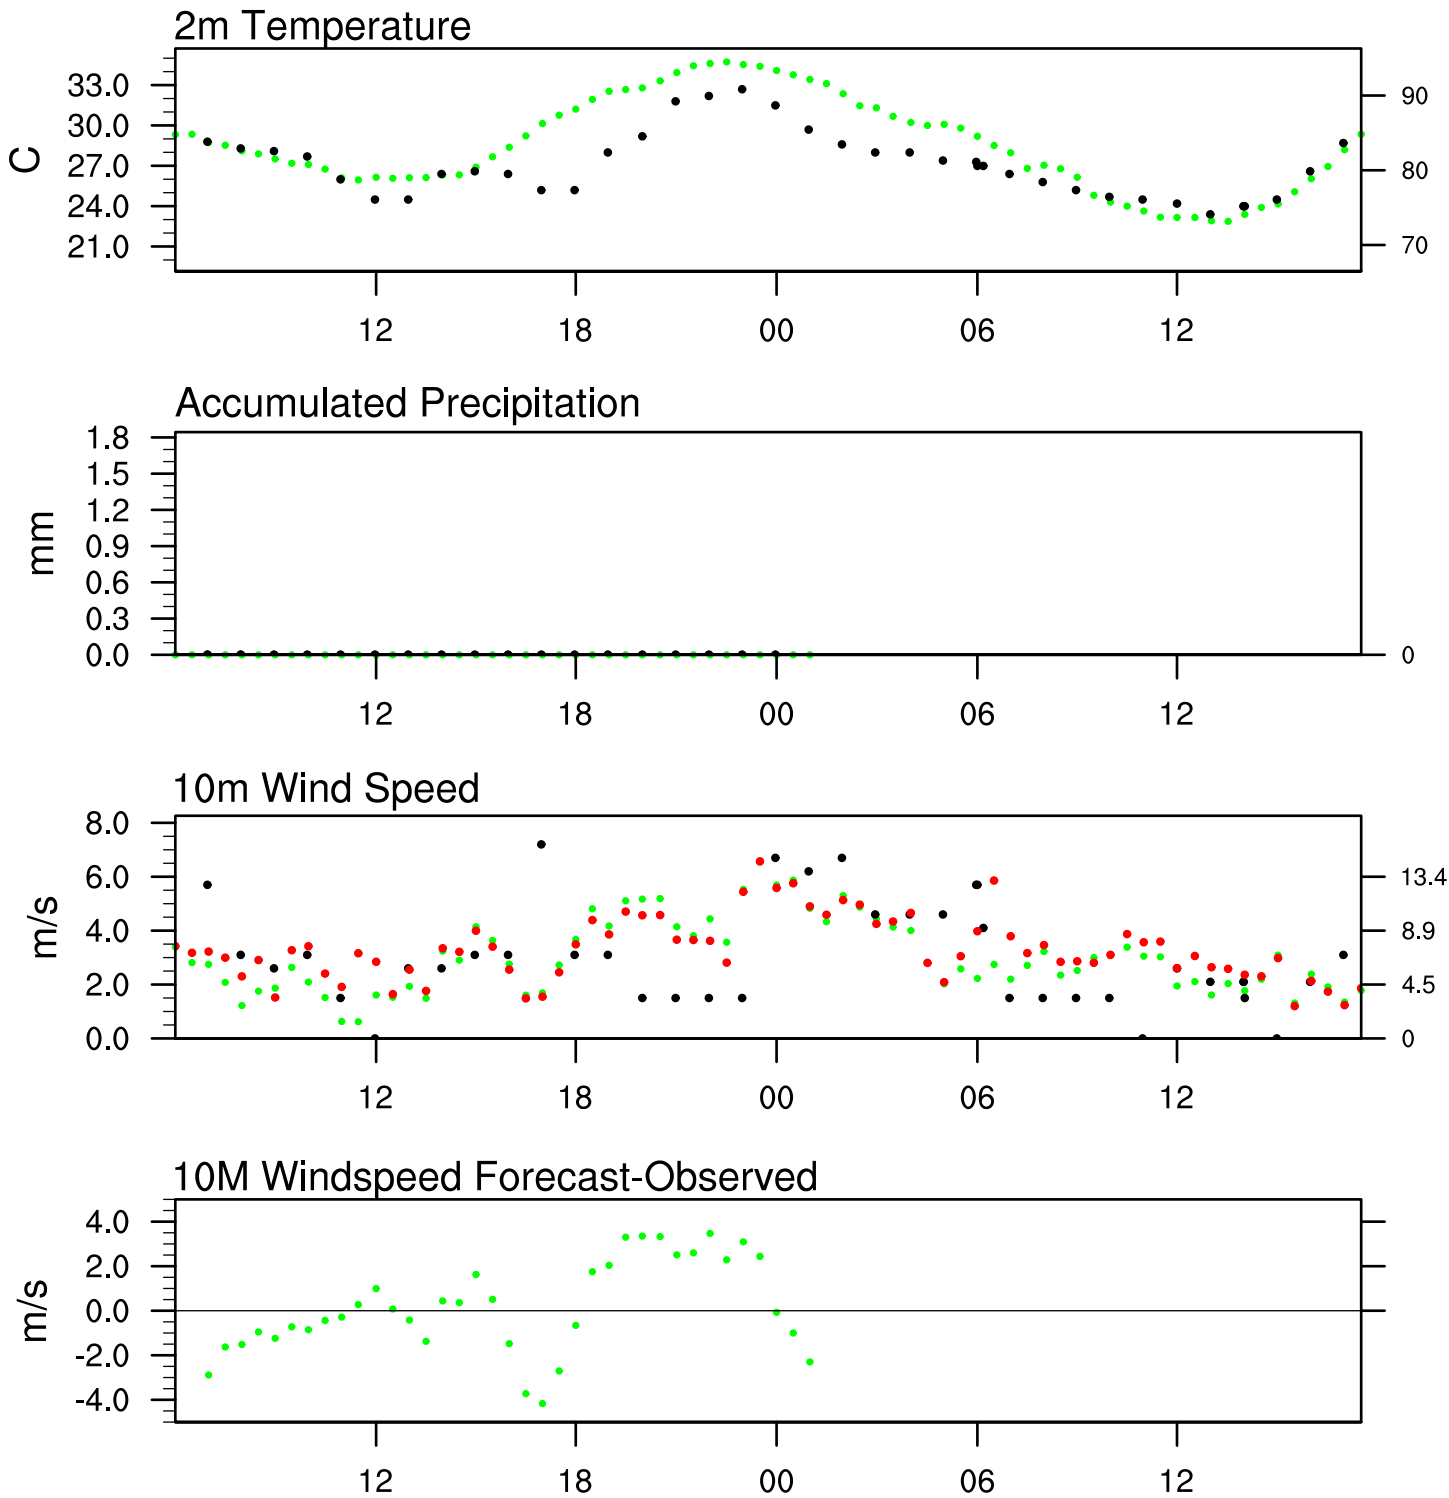 2m Temperature
C
33.0
30.0
27.0
24.0
21.0
90
80
70
12 18 00 06 12
Accumulated Precipitation
mm
1.8
1.5
1.2
0.9
0.6
0.3
0.0
0
12 18 00 06 12
10m Wind Speed
m/s
8.0
6.0
4.0
2.0
0.0
13.4
8.9
4.5
0
12 18 00 06 12
10M Windspeed Forecast-Observed
m/s
4.0
2.0
0.0
-2.0
-4.0
12 18 00 06 12